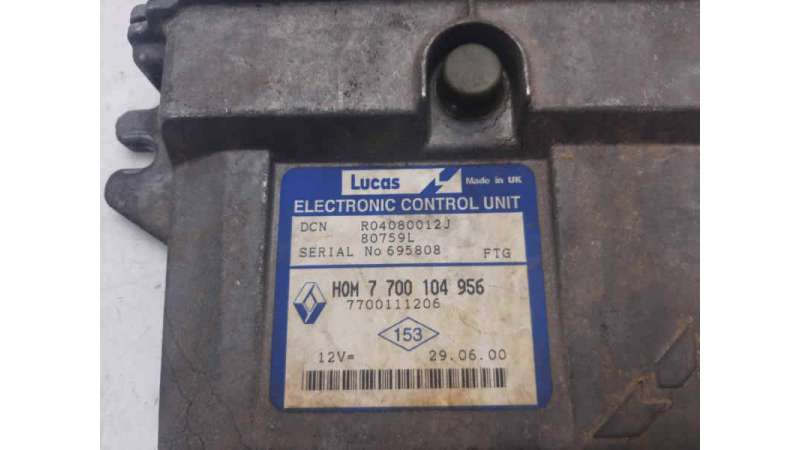 Lucas Made in UK
ELECTRONIC CONTROL UNIT
DCN R04080012J
80759L
SERIAL No 695808 FTG
HOM 7 700 104 956
7700111206
153
12V= 29.06.00